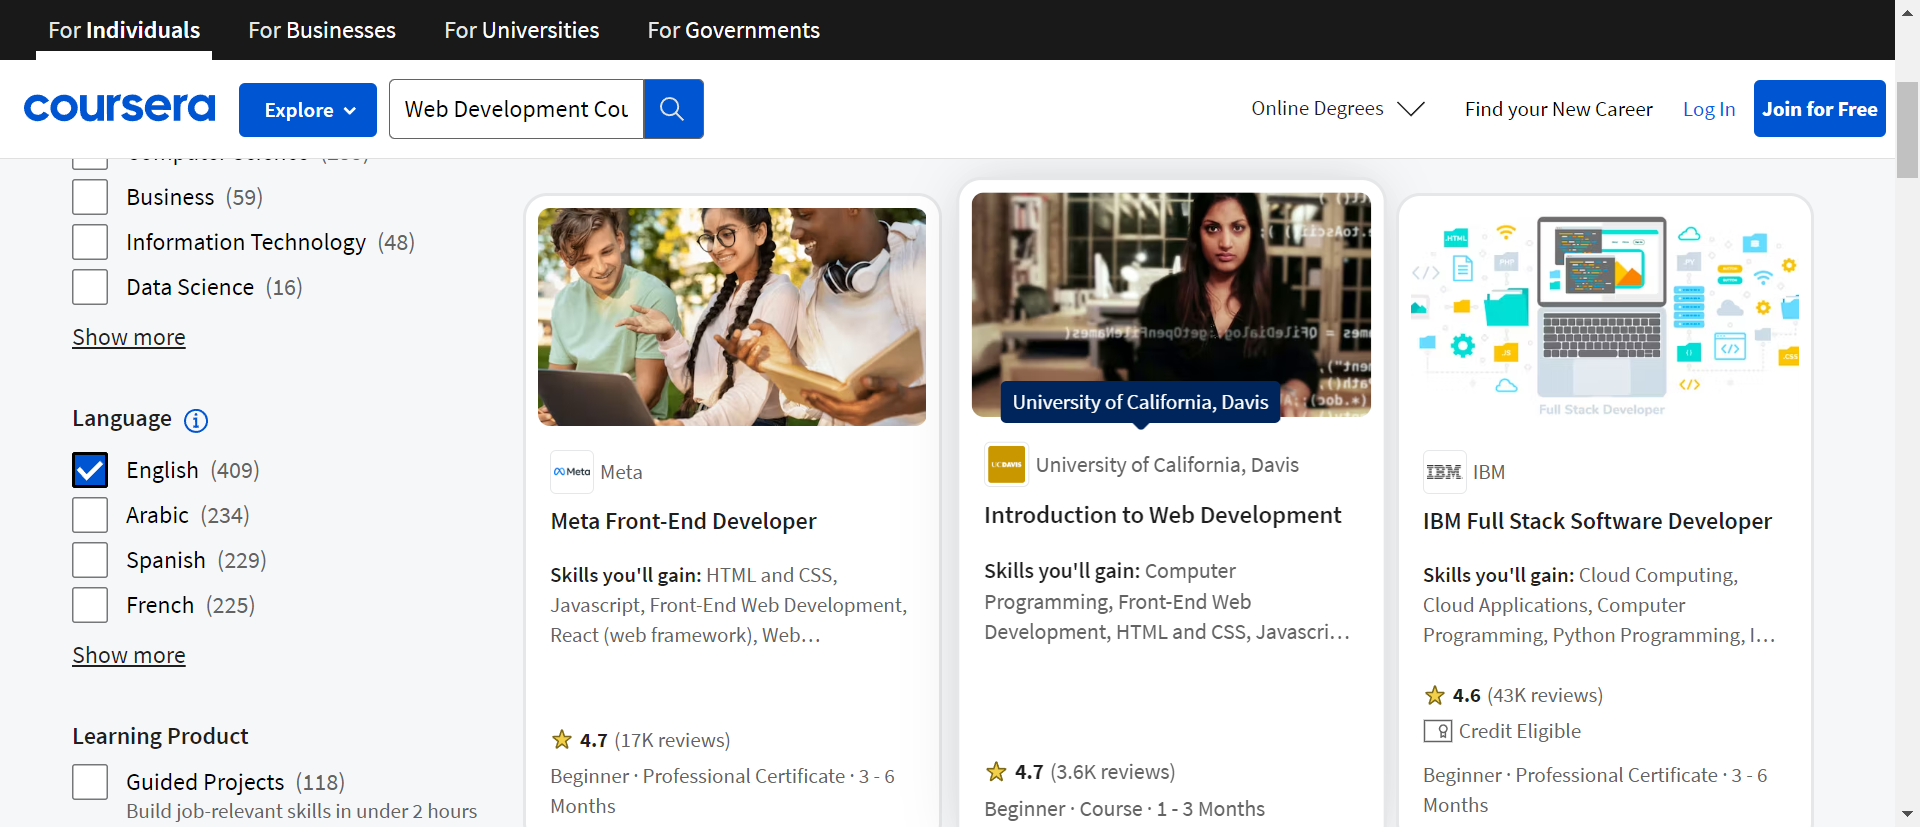 For Individuals
For Businesses
For Universities
For Governments
coursera
Explore
Web Development Cou
Online Degrees
Find your New Career
Log In
Join for Free
Business (59)
Information Technology (48)
Data Science (16)
Show more
Language
English (409)
Arabic (234)
Spanish (229)
French (225)
Show more
Learning Product
Guided Projects (118)
Build job-relevant skills in under 2 hours
Meta
Meta
Meta Front-End Developer
Skills you'll gain: HTML and CSS,
Javascript, Front-End Web Development,
React (web framework), Web...
4.7 (17K reviews)
Beginner · Professional Certificate · 3 - 6
Months
University of California, Davis
UCDAVIS
University of California, Davis
Introduction to Web Development
Skills you'll gain: Computer
Programming, Front-End Web
Development, HTML and CSS, Javascri...
4.7 (3.6K reviews)
Beginner · Course · 1 - 3 Months
HTML
PHP
PY
JS
CSS
Full Stack Developer
IBM
IBM
IBM Full Stack Software Developer
Skills you'll gain: Cloud Computing,
Cloud Applications, Computer
Programming, Python Programming, I...
4.6 (43K reviews)
Credit Eligible
Beginner · Professional Certificate · 3 - 6
Months